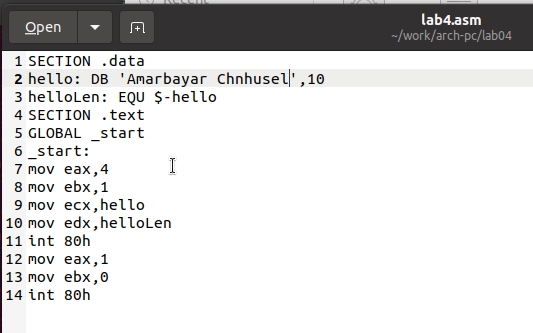 Recent
Open
lab4.asm
~/work/arch-pc/lab04
1 SECTION .data
2 hello: DB 'Amarbayar Chnhusel',10
3 helloLen: EQU $-hello
4 SECTION .text
5 GLOBAL _start
6 _start:
7 mov eax,4
8 mov ebx,1
9 mov ecx,hello
10 mov edx,helloLen
11 int 80h
12 mov eax,1
13 mov ebx,0
14 int 80h